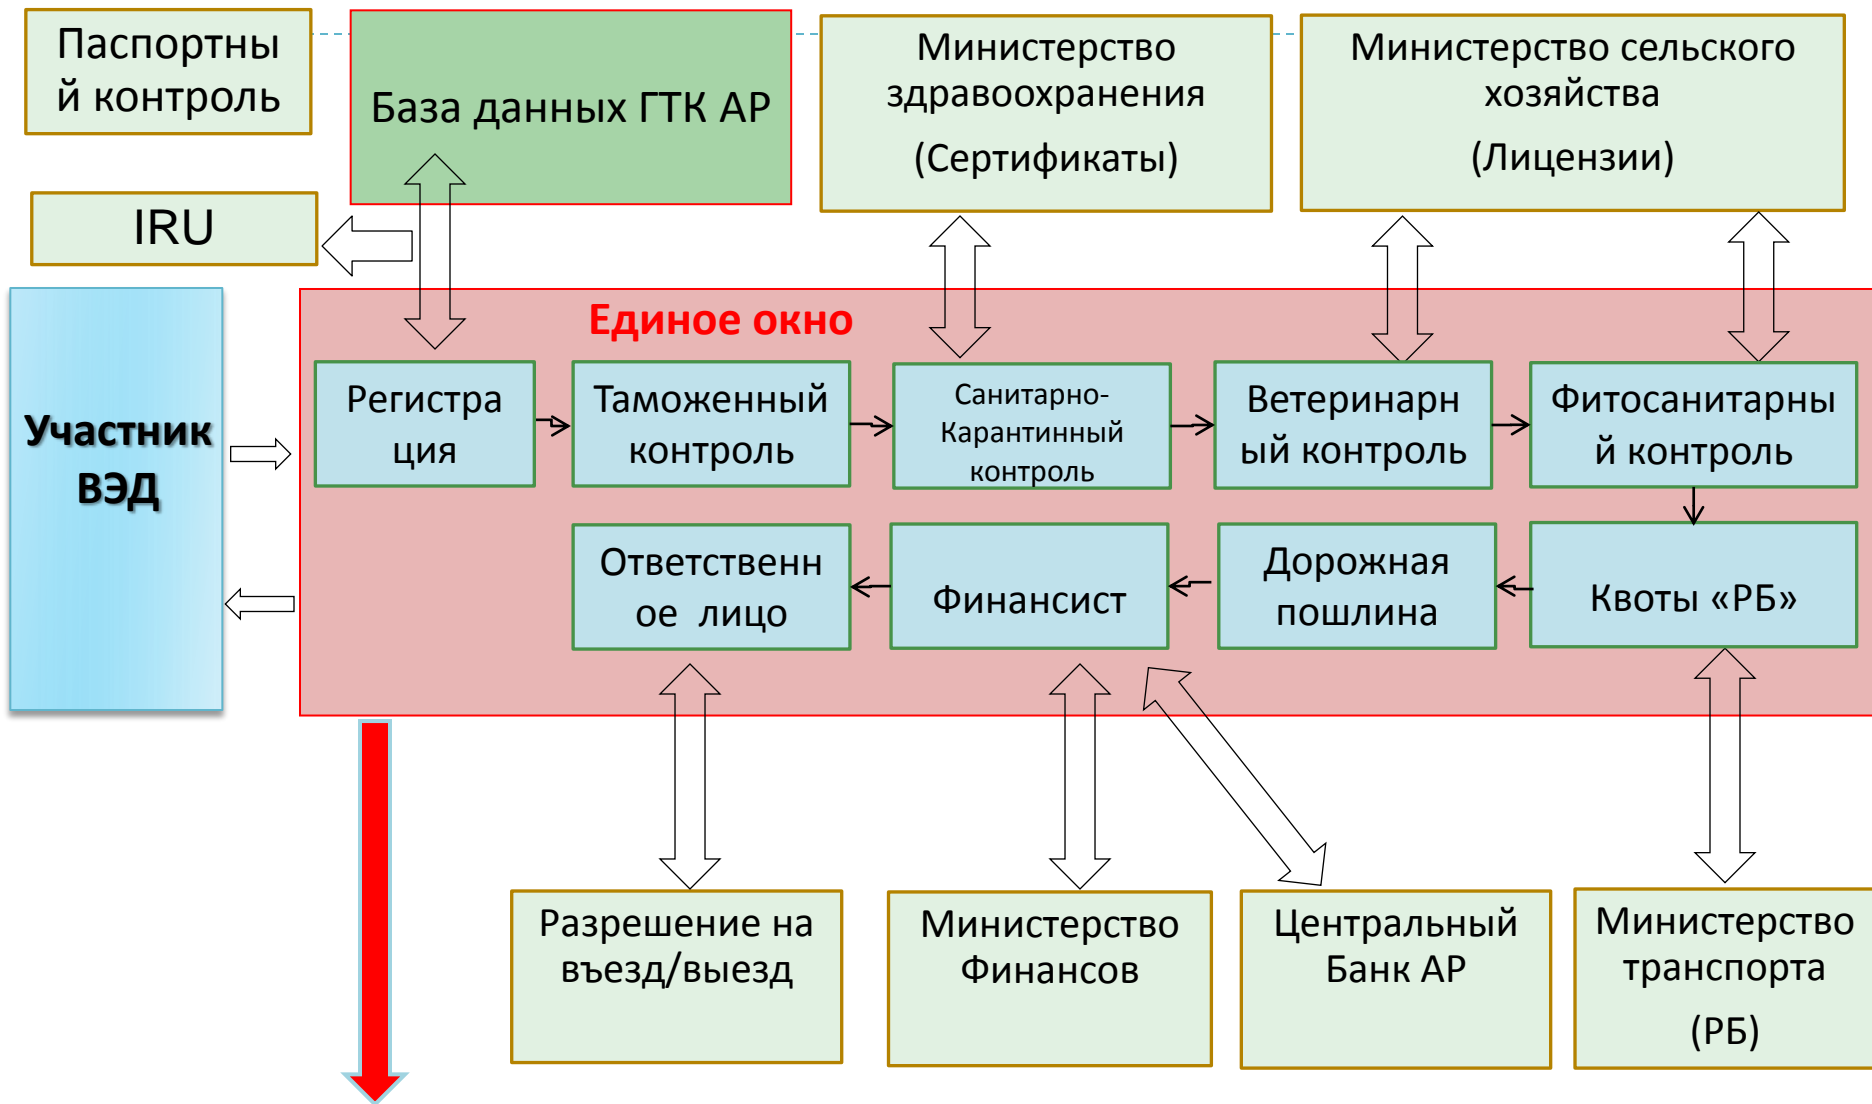 Паспортны
й контроль
База данных ГТК АР
Министерство
здравоохранения
(Сертификаты)
Министерство сельского
хозяйства
(Лицензии)
IRU
Единое окно
Участник
ВЭД
Регистра
ция
Таможенный
контроль
Санитарно-
Карантинный
контроль
Ветеринарн
ый контроль
Фитосанитарны
й контроль
Ответственн
ое лицо
Финансист
Дорожная
пошлина
Квоты «РБ»
Разрешение на
въезд/выезд
Министерство
Финансов
Центральный
Банк АР
Министерство
транспорта
(РБ)